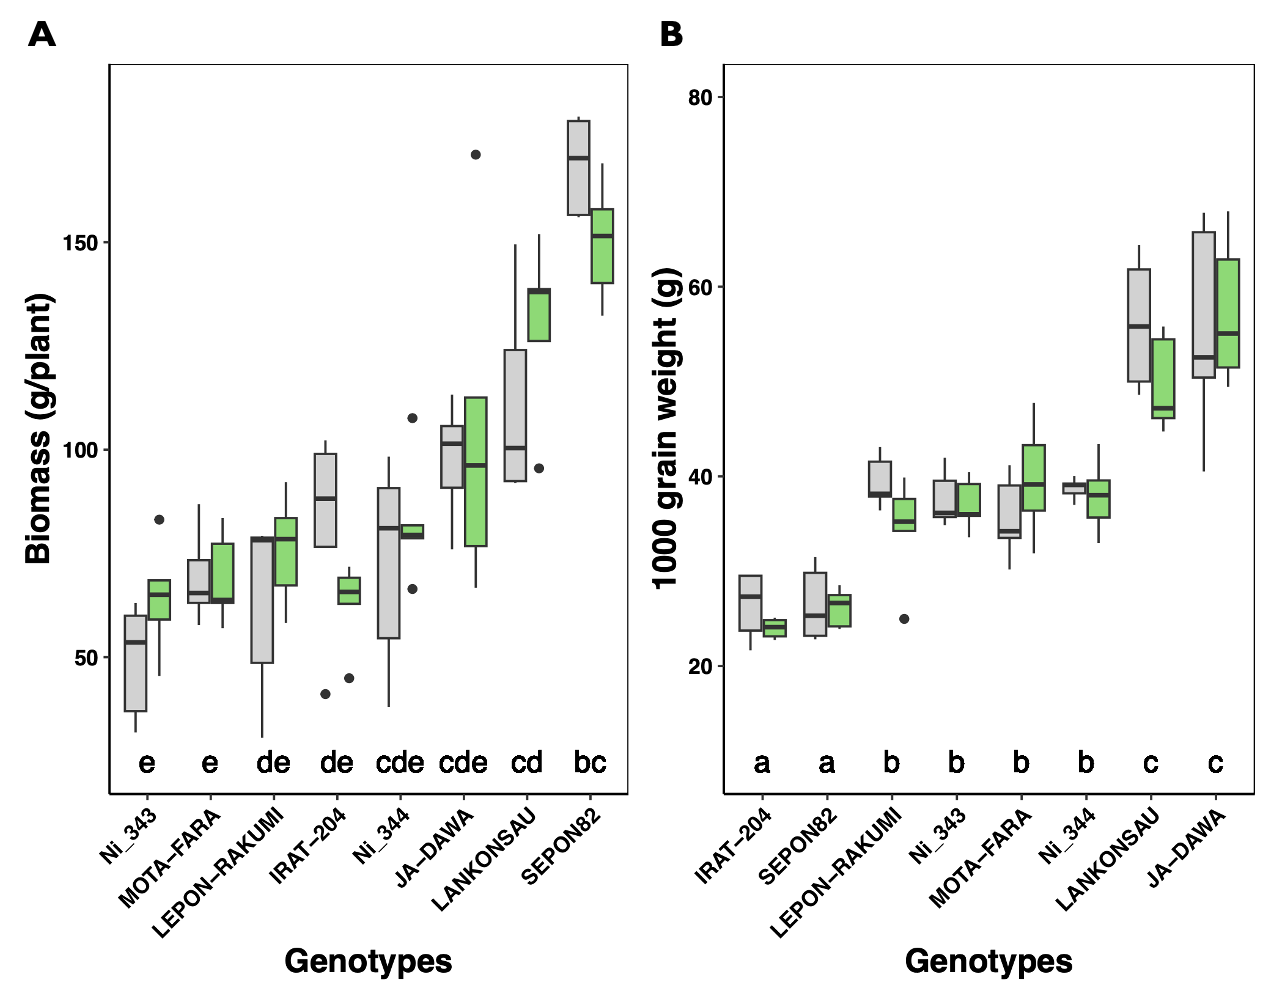 A
Biomass (g/plant)
150
100
50
e e de de cde cde cd bc
Ni_343
MOTA−FARA
LEPON−RAKUMI
IRAT−204
Ni_344
JA−DAWA
LANKONSAU
SEPON82
Genotypes
B
1000 grain weight (g)
80
60
40
20
a a b b b b c c
IRAT−204
SEPON82
LEPON−RAKUMI
Ni_343
MOTA−FARA
Ni_344
LANKONSAU
JA−DAWA
Genotypes